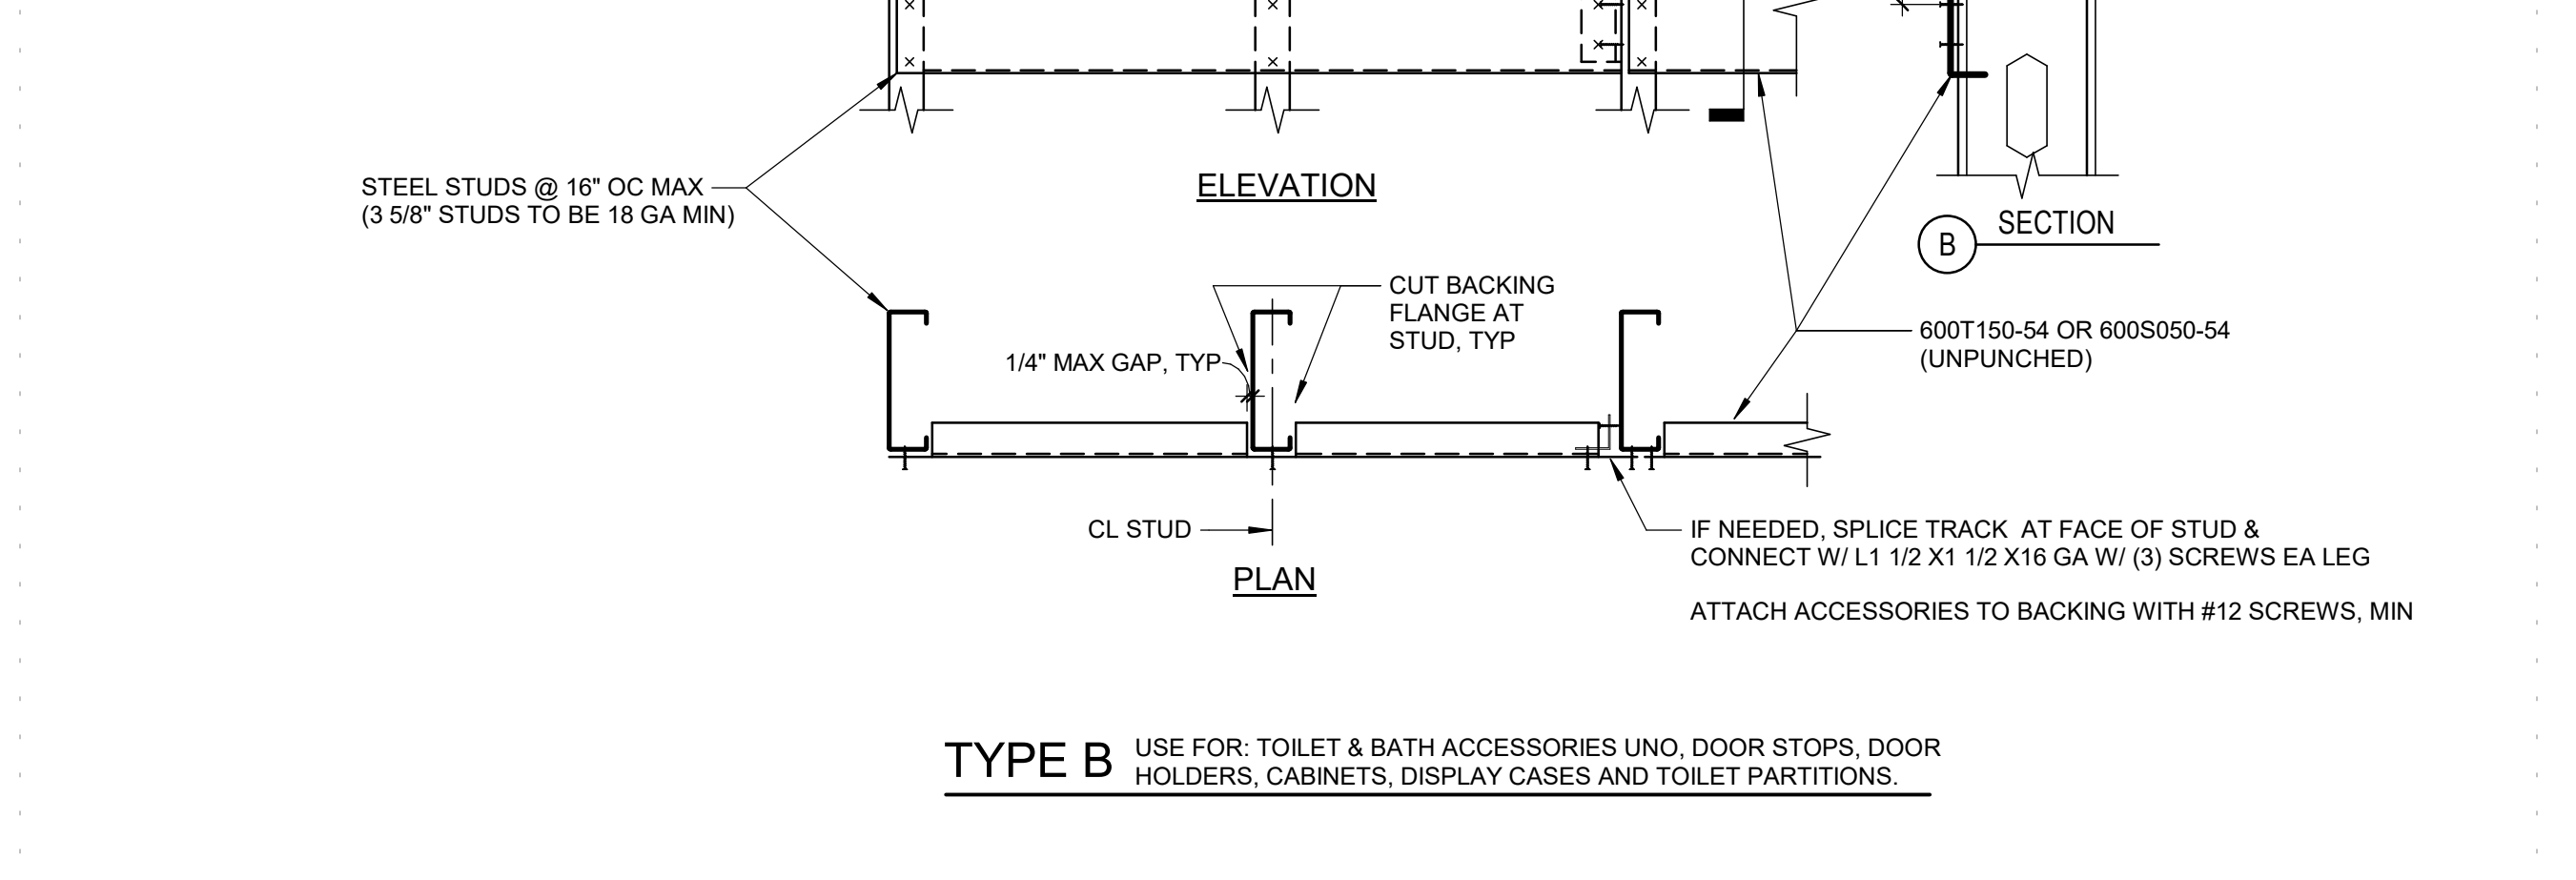 STEEL STUDS @ 16" OC MAX
(3 5/8" STUDS TO BE 18 GA MIN)
ELEVATION
SECTION
B
CUT BACKING
FLANGE AT
STUD, TYP
1/4" MAX GAP, TYP
600T150-54 OR 600S050-54
(UNPUNCHED)
CL STUD
PLAN
IF NEEDED, SPLICE TRACK AT FACE OF STUD &
CONNECT W/ L1 1/2 X1 1/2 X16 GA W/ (3) SCREWS EA LEG
ATTACH ACCESSORIES TO BACKING WITH #12 SCREWS, MIN
TYPE B
USE FOR: TOILET & BATH ACCESSORIES UNO, DOOR STOPS, DOOR
HOLDERS, CABINETS, DISPLAY CASES AND TOILET PARTITIONS.